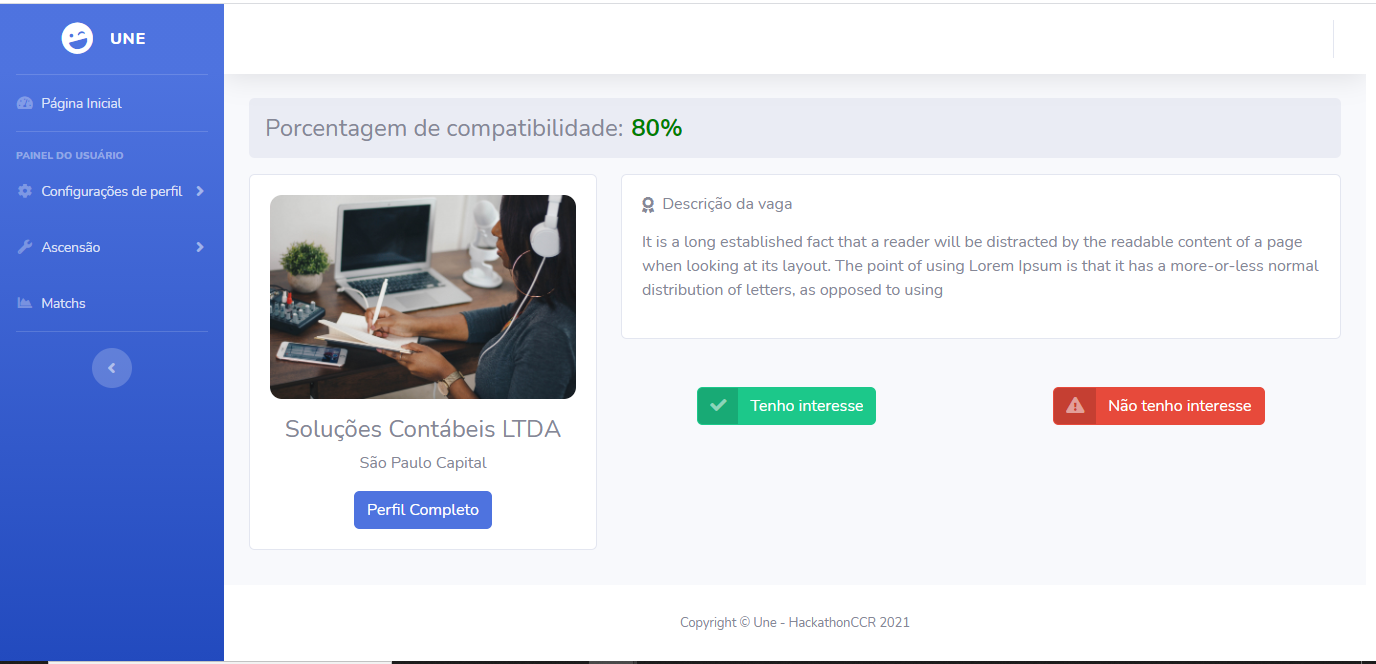 UNE
Página Inicial
PAINEL DO USUÁRIO
Configurações de perfil
Ascensão
Matchs
Porcentagem de compatibilidade: 80%
Soluções Contábeis LTDA
São Paulo Capital
Perfil Completo
Descrição da vaga
It is a long established fact that a reader will be distracted by the readable content of a page
when looking at its layout. The point of using Lorem Ipsum is that it has a more-or-less normal
distribution of letters, as opposed to using
Tenho interesse
Não tenho interesse
Copyright © Une - HackathonCCR 2021